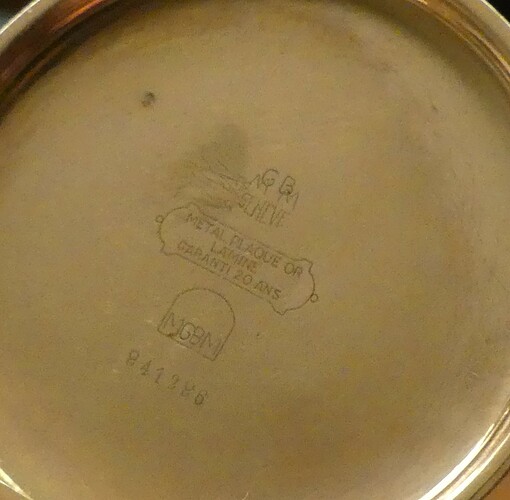 GENEVE
METAL PLAQUE OR
LAMINE
GARANTI 20 ANS
MGBM
841286